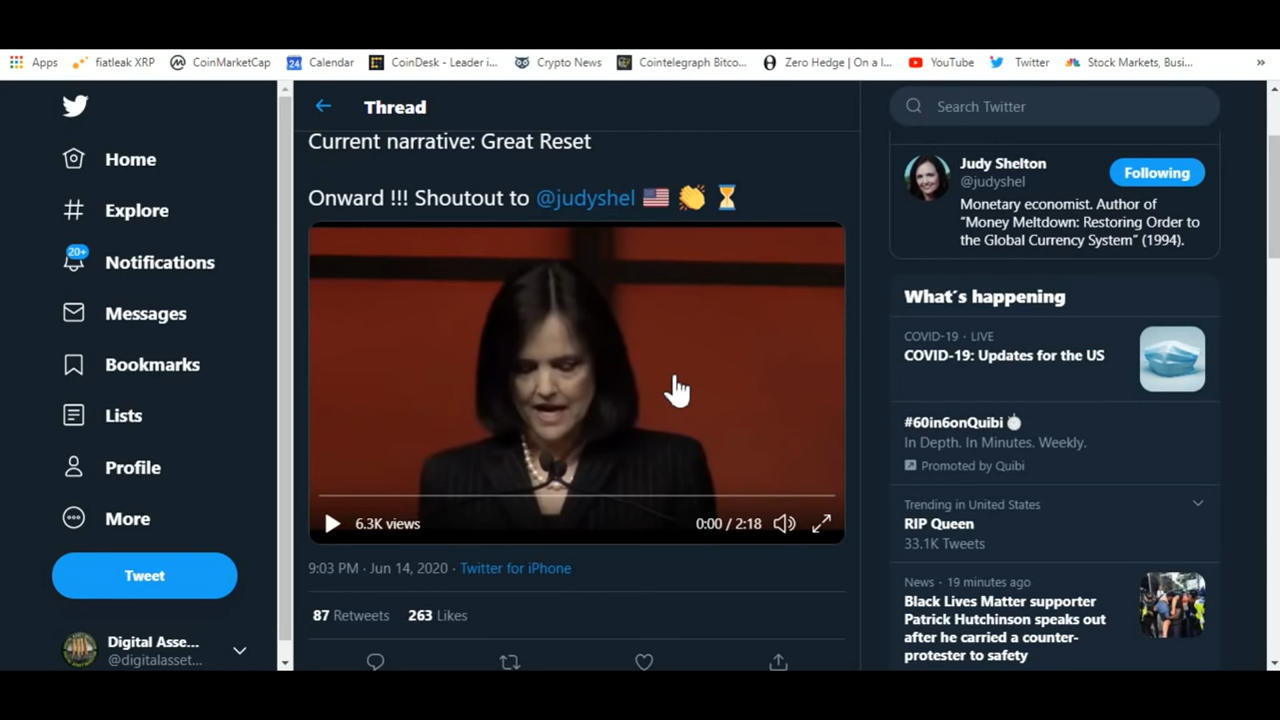 Apps
fiatleak XRP
CoinMarketCap
24
Calendar
CoinDesk - Leader i...
Crypto News
Cointelegraph Bitco...
Zero Hedge | On a l...
YouTube
Twitter
Stock Markets, Busi...
»
Home
Explore
20+
Notifications
Messages
Bookmarks
Lists
Profile
More
Tweet
Digital Asse...
@digitalasset...
Thread
Current narrative: Great Reset
Onward !!! Shoutout to @judyshel 🇺🇸 👏 ⏳
6.3K views
0:00 / 2:18
9:03 PM · Jun 14, 2020 · Twitter for iPhone
87 Retweets 263 Likes
Search Twitter
Judy Shelton
@judyshel
Following
Monetary economist. Author of
“Money Meltdown: Restoring Order to
the Global Currency System” (1994).
What´s happening
COVID-19 · LIVE
COVID-19: Updates for the US
#60in6onQuibi
In Depth. In Minutes. Weekly.
Promoted by Quibi
Trending in United States
RIP Queen
33.1K Tweets
News · 19 minutes ago
Black Lives Matter supporter
Patrick Hutchinson speaks out
after he carried a counter-
protester to safety